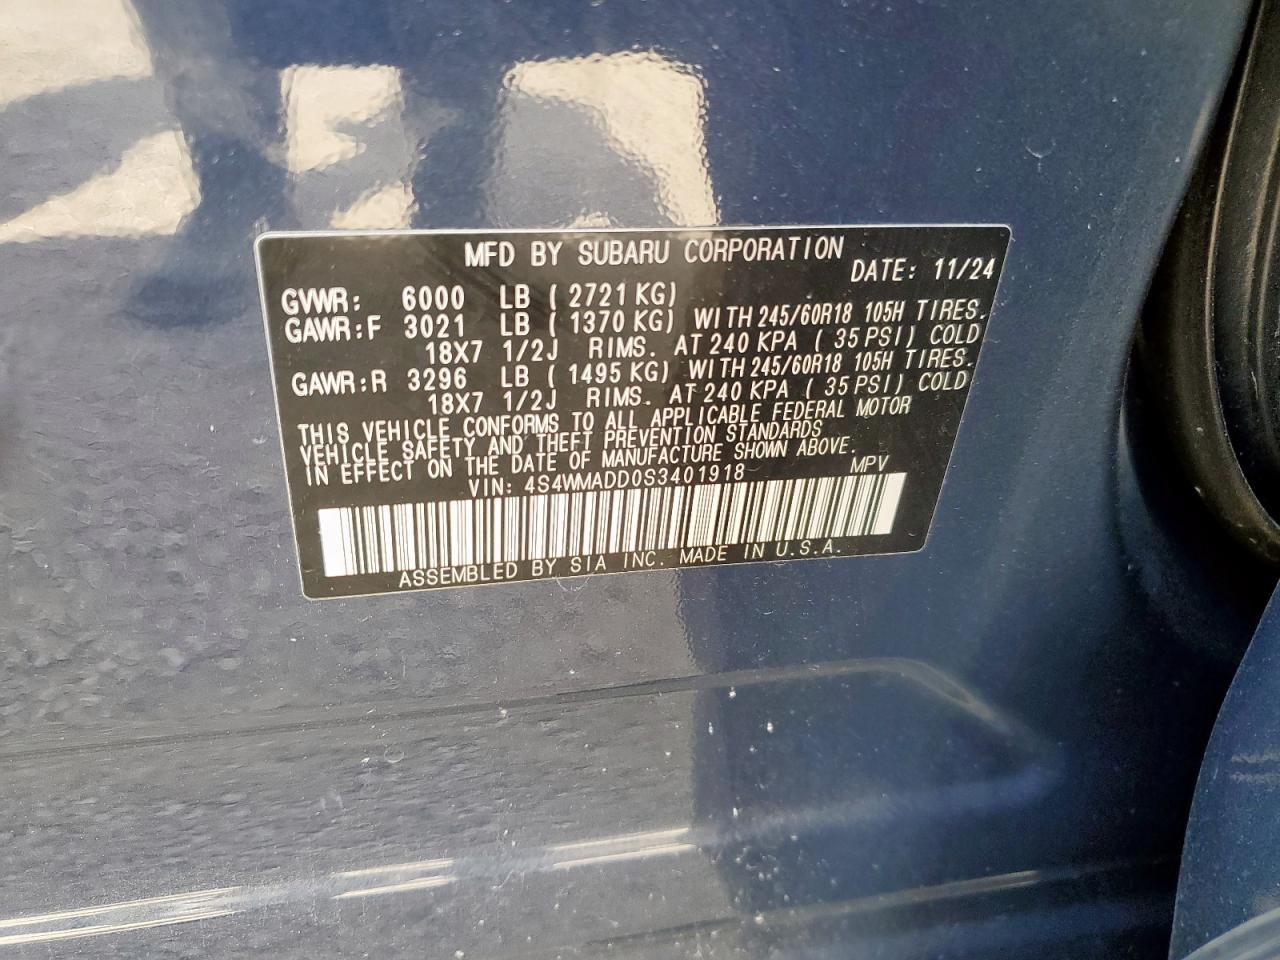 MFD BY SUBARU CORPORATION
DATE: 11/24
GVWR: 6000 LB ( 2721 KG)
GAWR:F 3021 LB ( 1370 KG) WITH 245/60R18 105H TIRES.
18X7 1/2J RIMS. AT 240 KPA ( 35 PSI) COLD
GAWR:R 3296 LB ( 1495 KG) WITH 245/60R18 105H TIRES.
18X7 1/2J RIMS. AT 240 KPA ( 35 PSI) COLD
THIS VEHICLE CONFORMS TO ALL APPLICABLE FEDERAL MOTOR
VEHICLE SAFETY AND THEFT PREVENTION STANDARDS
IN EFFECT ON THE DATE OF MANUFACTURE SHOWN ABOVE.
VIN: 4S4WMADD0S3401918 MPV
ASSEMBLED BY SIA INC. MADE IN U.S.A.